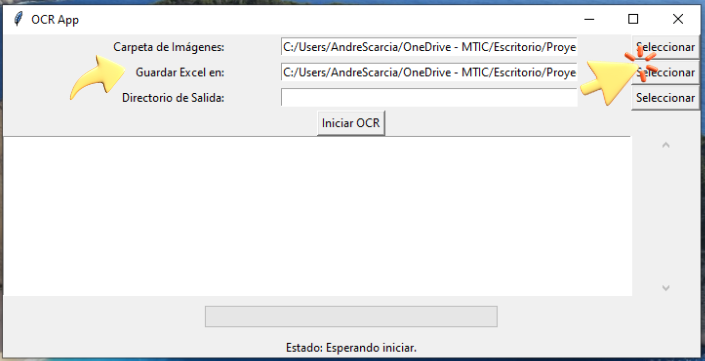 OCR App
Carpeta de Imágenes: C:/Users/AndreScarcia/OneDrive - MTIC/Escritorio/Proye Seleccionar
Guardar Excel en: C:/Users/AndreScarcia/OneDrive - MTIC/Escritorio/Proye Seleccionar
Directorio de Salida: Seleccionar
Iniciar OCR
Estado: Esperando iniciar.